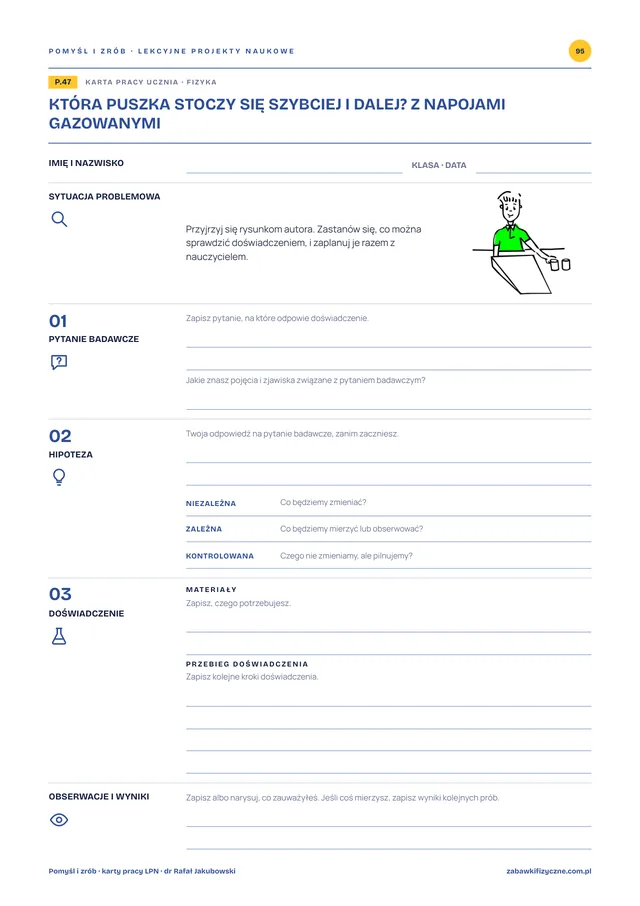 POMYŚL I ZRÓB · LEKCYJNE PROJEKTY NAUKOWE
95
P.47 KARTA PRACY UCZNIA · FIZYKA
KTÓRA PUSZKA STOCZY SIĘ SZYBCIEJ I DALEJ? Z NAPOJAMI
GAZOWANYMI
IMIĘ I NAZWISKO
KLASA · DATA
SYTUACJA PROBLEMOWA
Przyjrzyj się rysunkom autora. Zastanów się, co można
sprawdzić doświadczeniem, i zaplanuj je razem z
nauczycielem.
01
PYTANIE BADAWCZE
Zapisz pytanie, na które odpowie doświadczenie.
Jakie znasz pojęcia i zjawiska związane z pytaniem badawczym?
02
HIPOTEZA
Twoja odpowiedź na pytanie badawcze, zanim zaczniesz.
NIEZALEŻNA Co będziemy zmieniać?
ZALEŻNA Co będziemy mierzyć lub obserwować?
KONTROLOWANA Czego nie zmieniamy, ale pilnujemy?
03
DOŚWIADCZENIE
MATERIAŁY
Zapisz, czego potrzebujesz.
PRZEBIEG DOŚWIADCZENIA
Zapisz kolejne kroki doświadczenia.
OBSERWACJE I WYNIKI
Zapisz albo narysuj, co zauważyłeś. Jeśli coś mierzysz, zapisz wyniki kolejnych prób.
Pomyśl i zrób · karty pracy LPN · dr Rafał Jakubowski
zabawkifizyczne.com.pl